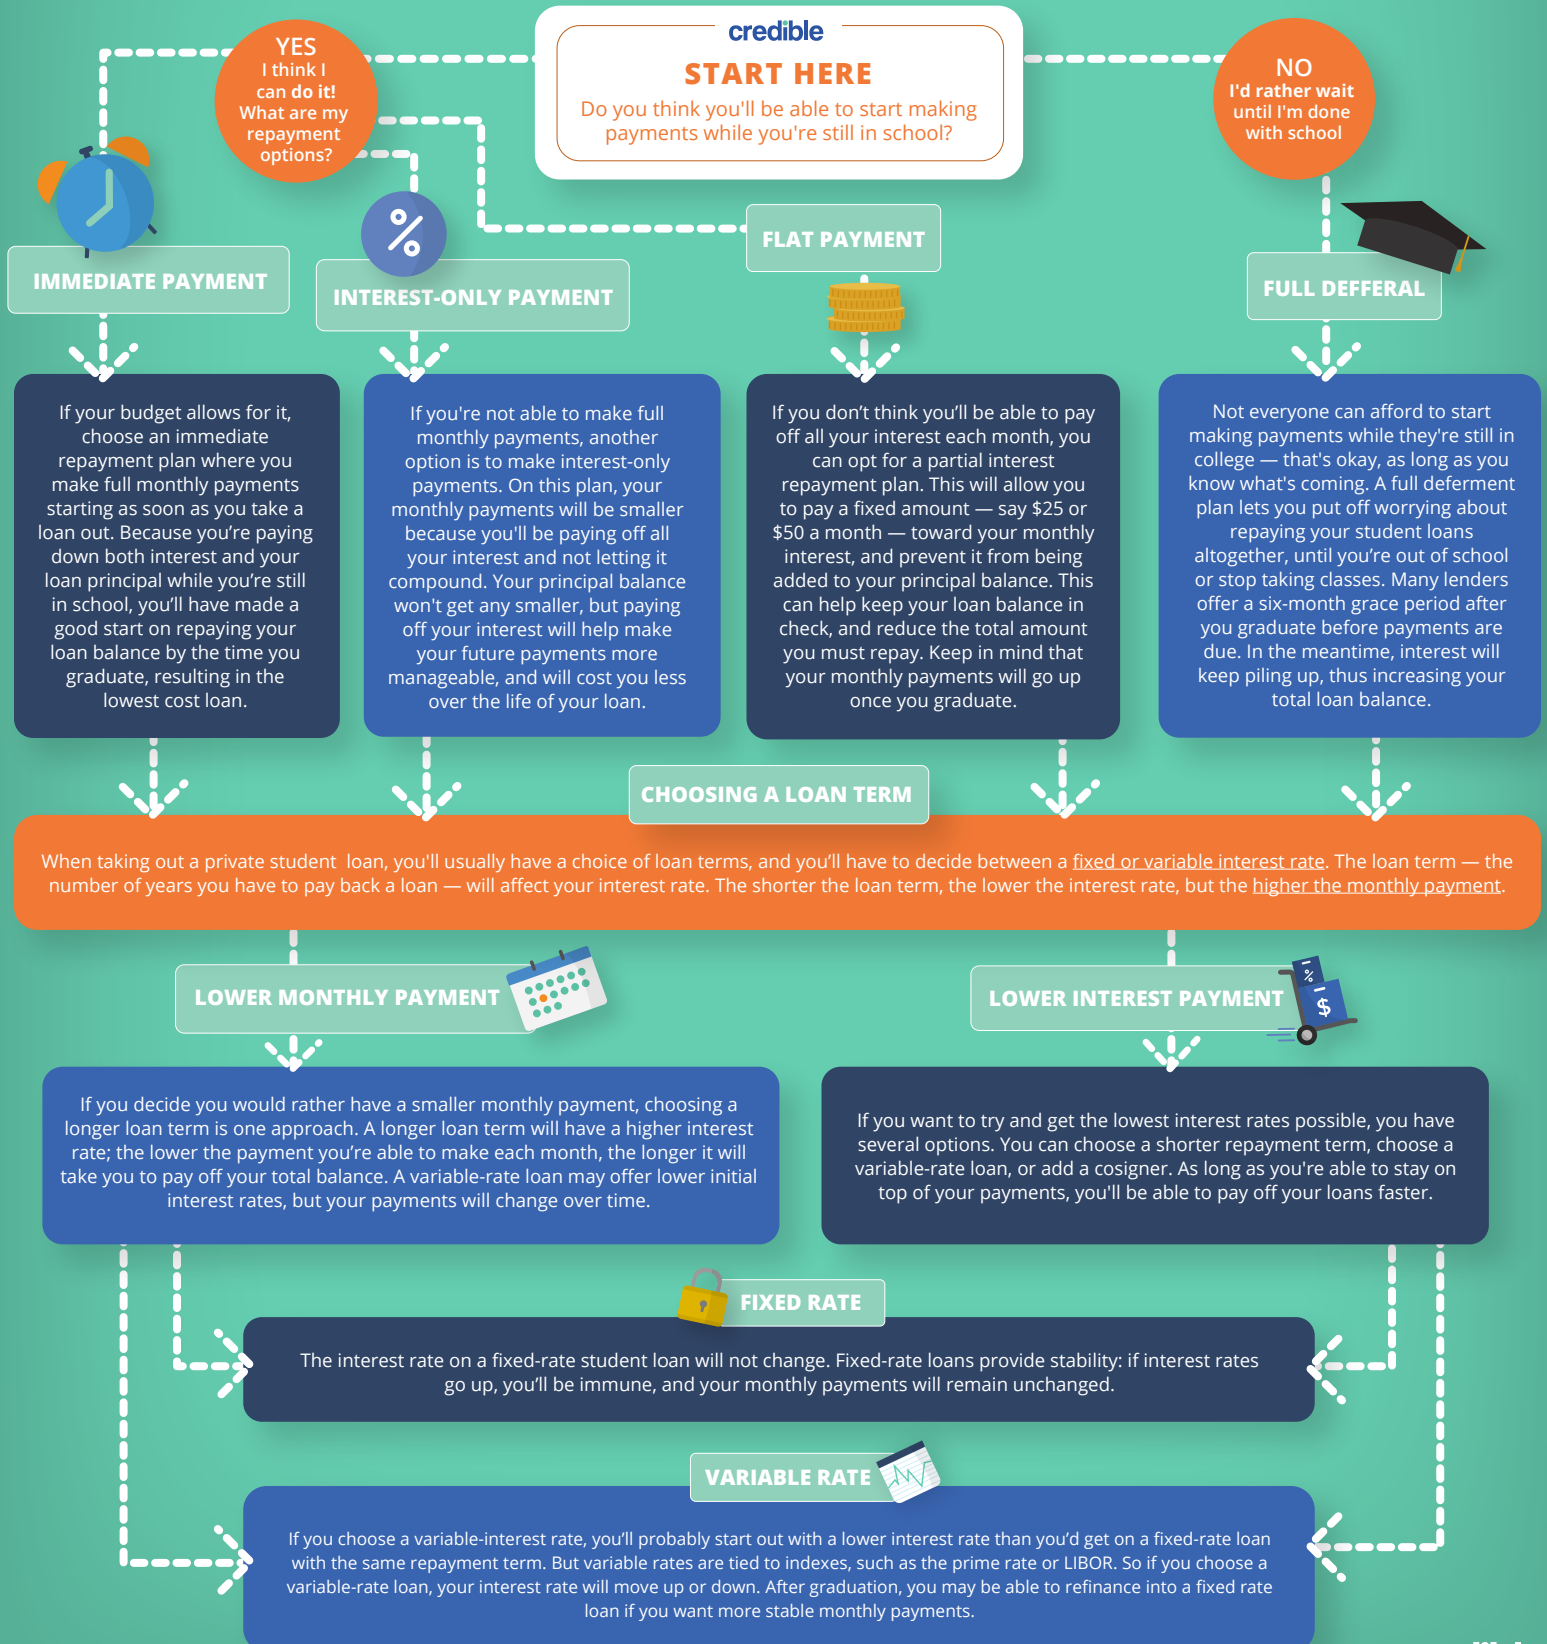 credible
START HERE
Do you think you'll be able to start making
payments while you're still in school?
YES
I think I
can do it!
What are my
repayment
options?
NO
I'd rather wait
until I'm done
with school
IMMEDIATE PAYMENT
If your budget allows for it,
choose an immediate
repayment plan where you
make full monthly payments
starting as soon as you take a
loan out. Because you’re paying
down both interest and your
loan principal while you’re still
in school, you’ll have made a
good start on repaying your
loan balance by the time you
graduate, resulting in the
lowest cost loan.
%
INTEREST-ONLY PAYMENT
If you're not able to make full
monthly payments, another
option is to make interest-only
payments. On this plan, your
monthly payments will be smaller
because you'll be paying off all
your interest and not letting it
compound. Your principal balance
won't get any smaller, but paying
off your interest will help make
your future payments more
manageable, and will cost you less
over the life of your loan.
FLAT PAYMENT
If you don’t think you’ll be able to pay
off all your interest each month, you
can opt for a partial interest
repayment plan. This will allow you
to pay a fixed amount — say $25 or
$50 a month — toward your monthly
interest, and prevent it from being
added to your principal balance. This
can help keep your loan balance in
check, and reduce the total amount
you must repay. Keep in mind that
your monthly payments will go up
once you graduate.
FULL DEFFERAL
Not everyone can afford to start
making payments while they're still in
college — that's okay, as long as you
know what's coming. A full deferment
plan lets you put off worrying about
repaying your student loans
altogether, until you’re out of school
or stop taking classes. Many lenders
offer a six-month grace period after
you graduate before payments are
due. In the meantime, interest will
keep piling up, thus increasing your
total loan balance.
CHOOSING A LOAN TERM
When taking out a private student loan, you'll usually have a choice of loan terms, and you’ll have to decide between a fixed or variable interest rate. The loan term — the
number of years you have to pay back a loan — will affect your interest rate. The shorter the loan term, the lower the interest rate, but the higher the monthly payment.
LOWER MONTHLY PAYMENT
If you decide you would rather have a smaller monthly payment, choosing a
longer loan term is one approach. A longer loan term will have a higher interest
rate; the lower the payment you’re able to make each month, the longer it will
take you to pay off your total balance. A variable-rate loan may offer lower initial
interest rates, but your payments will change over time.
LOWER INTEREST PAYMENT
%
$
If you want to try and get the lowest interest rates possible, you have
several options. You can choose a shorter repayment term, choose a
variable-rate loan, or add a cosigner. As long as you're able to stay on
top of your payments, you'll be able to pay off your loans faster.
FIXED RATE
The interest rate on a fixed-rate student loan will not change. Fixed-rate loans provide stability: if interest rates
go up, you’ll be immune, and your monthly payments will remain unchanged.
VARIABLE RATE
If you choose a variable-interest rate, you’ll probably start out with a lower interest rate than you’d get on a fixed-rate loan
with the same repayment term. But variable rates are tied to indexes, such as the prime rate or LIBOR. So if you choose a
variable-rate loan, your interest rate will move up or down. After graduation, you may be able to refinance into a fixed rate
loan if you want more stable monthly payments.